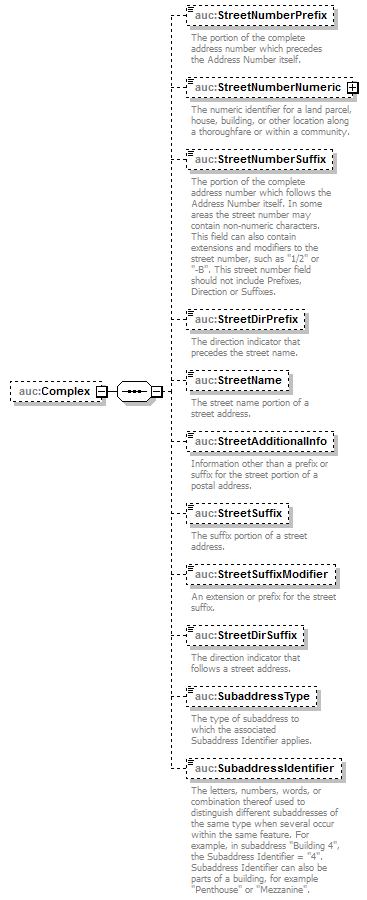 auc:StreetNumberPrefix
The portion of the complete
address number which precedes
the Address Number itself.
auc:StreetNumberNumeric
The numeric identifier for a land parcel,
house, building, or other location along
a thoroughfare or within a community.
auc:StreetNumberSuffix
The portion of the complete
address number which follows the
Address Number itself. In some
areas the street number may
contain non-numeric characters.
This field can also contain
extensions and modifiers to the
street number, such as "1/2" or
"-B". This street number field
should not include Prefixes,
Direction or Suffixes.
auc:StreetDirPrefix
The direction indicator that
precedes the street name.
auc:Complex
auc:StreetName
The street name portion of a
street address.
auc:StreetAdditionalInfo
Information other than a prefix or
suffix for the street portion of a
postal address.
auc:StreetSuffix
The suffix portion of a street
address.
auc:StreetSuffixModifier
An extension or prefix for the street
suffix.
auc:StreetDirSuffix
The direction indicator that
follows a street address.
auc:SubaddressType
The type of subaddress to
which the associated
Subaddress Identifier applies.
auc:SubaddressIdentifier
The letters, numbers, words, or
combination thereof used to
distinguish different subaddresses of
the same type when several occur
within the same feature. For
example, in subaddress "Building 4",
the Subaddress Identifier = "4".
Subaddress Identifier can also be
parts of a building, for example
"Penthouse" or "Mezzanine".